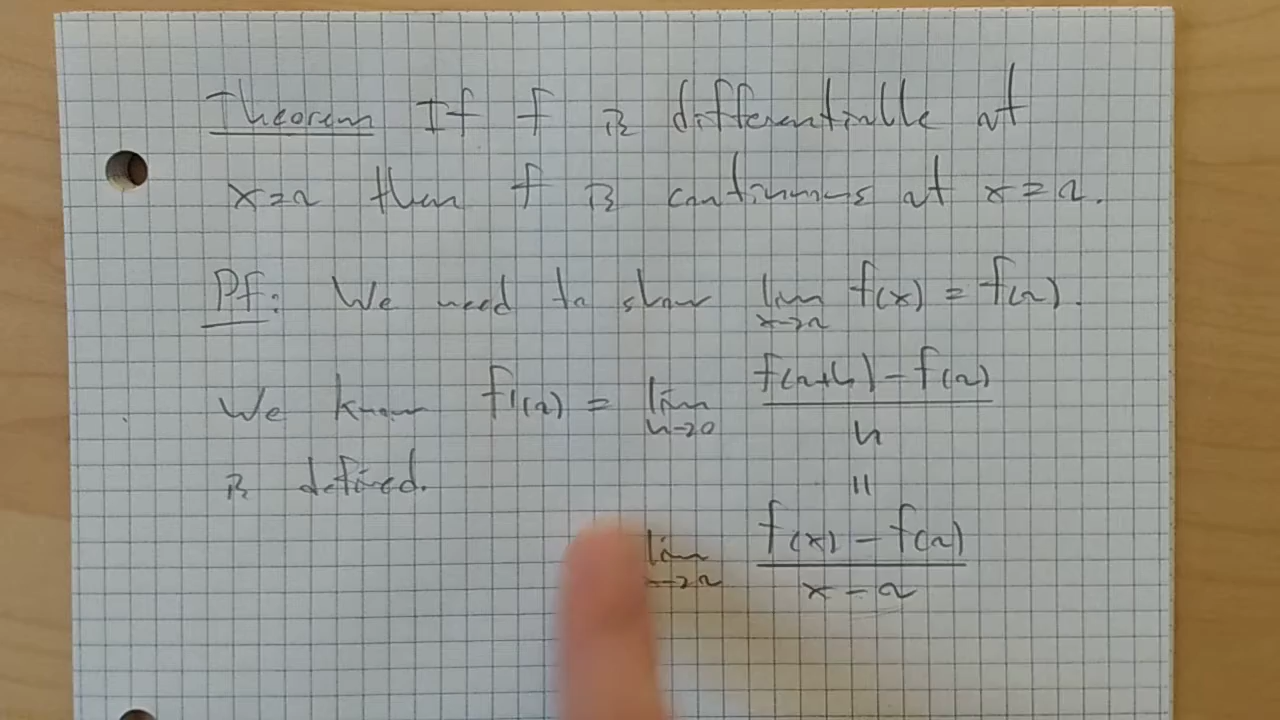 Theorem If f is differentiable at
x=a then f is continuous at x=a.
Pf: We need to show lim x→a f(x) = f(a).
We know f'(a) = lim h→0 f(a+h)-f(a) / h
is defined.
=
lim →a f(x)-f(a) / x-a